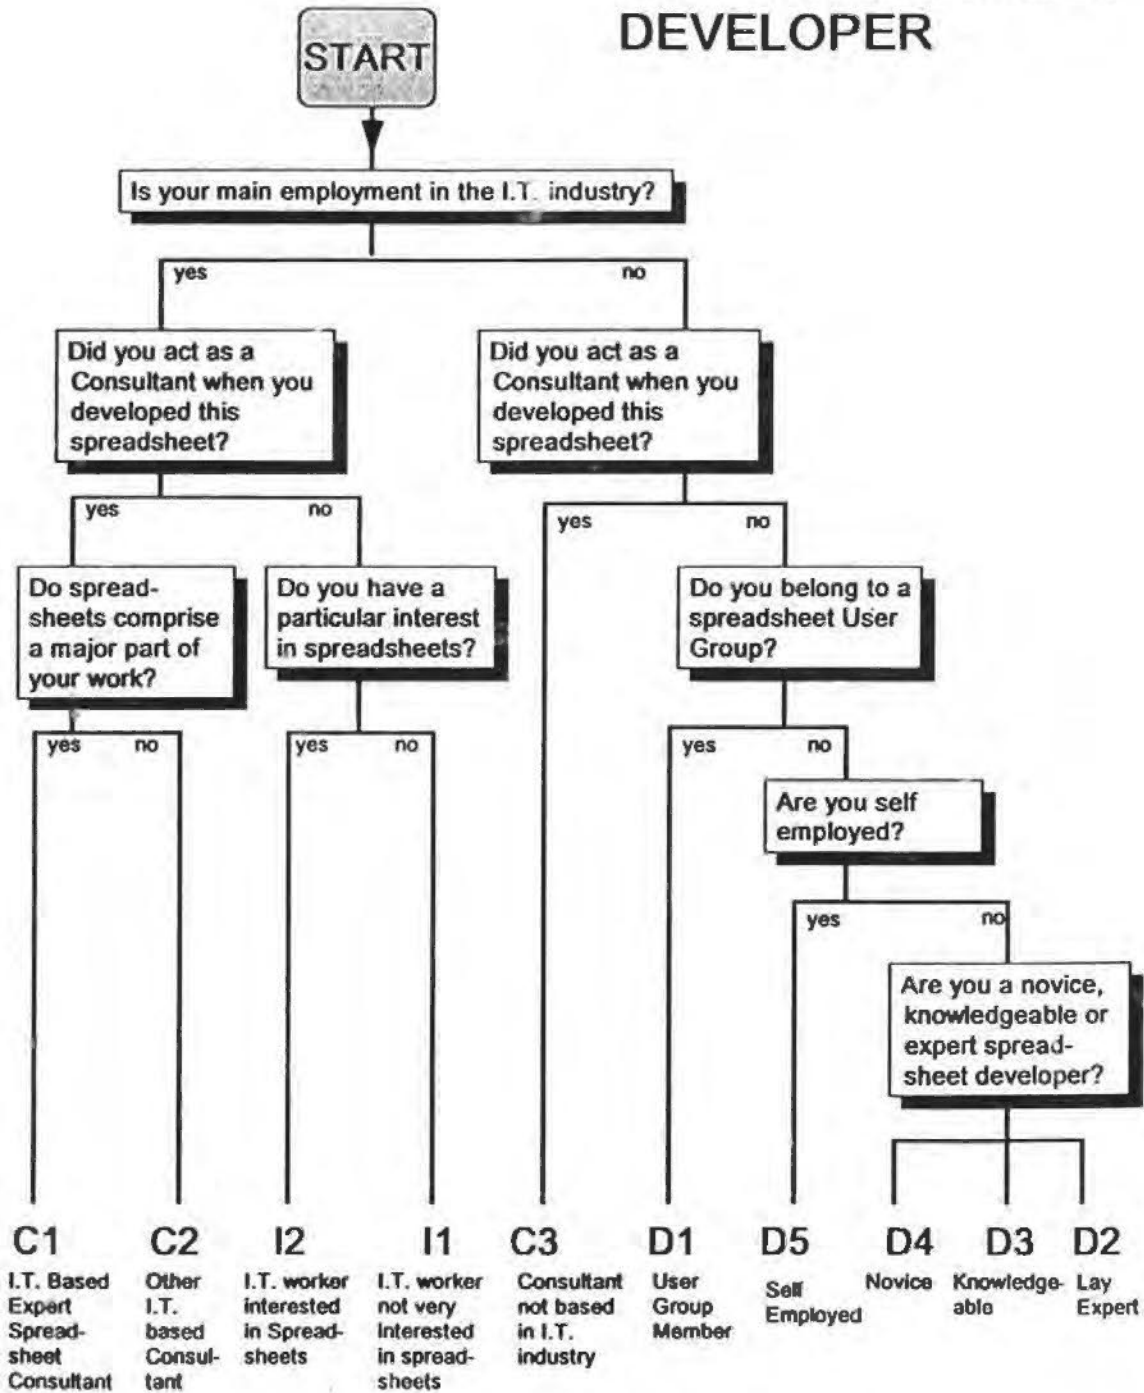 DEVELOPER
START
Is your main employment in the I.T. industry?
yes
no
Did you act as a
Consultant when you
developed this
spreadsheet?
Did you act as a
Consultant when you
developed this
spreadsheet?
yes
no
yes
no
Do spread-
sheets comprise
a major part of
your work?
Do you have a
particular interest
in spreadsheets?
Do you belong to a
spreadsheet User
Group?
yes
no
yes
no
yes
no
Are you self
employed?
yes
no
Are you a novice,
knowledgeable or
expert spread-
sheet developer?
C1
I.T. Based
Expert
Spread-
sheet
Consultant
C2
Other
I.T.
based
Consul-
tant
I2
I.T. worker
interested
in Spread-
sheets
I1
I.T. worker
not very
Interested
in spread-
sheets
C3
Consultant
not based
in I.T.
industry
D1
User
Group
Member
D5
Self
Employed
D4
Novice
D3
Knowledge-
able
D2
Lay
Expert